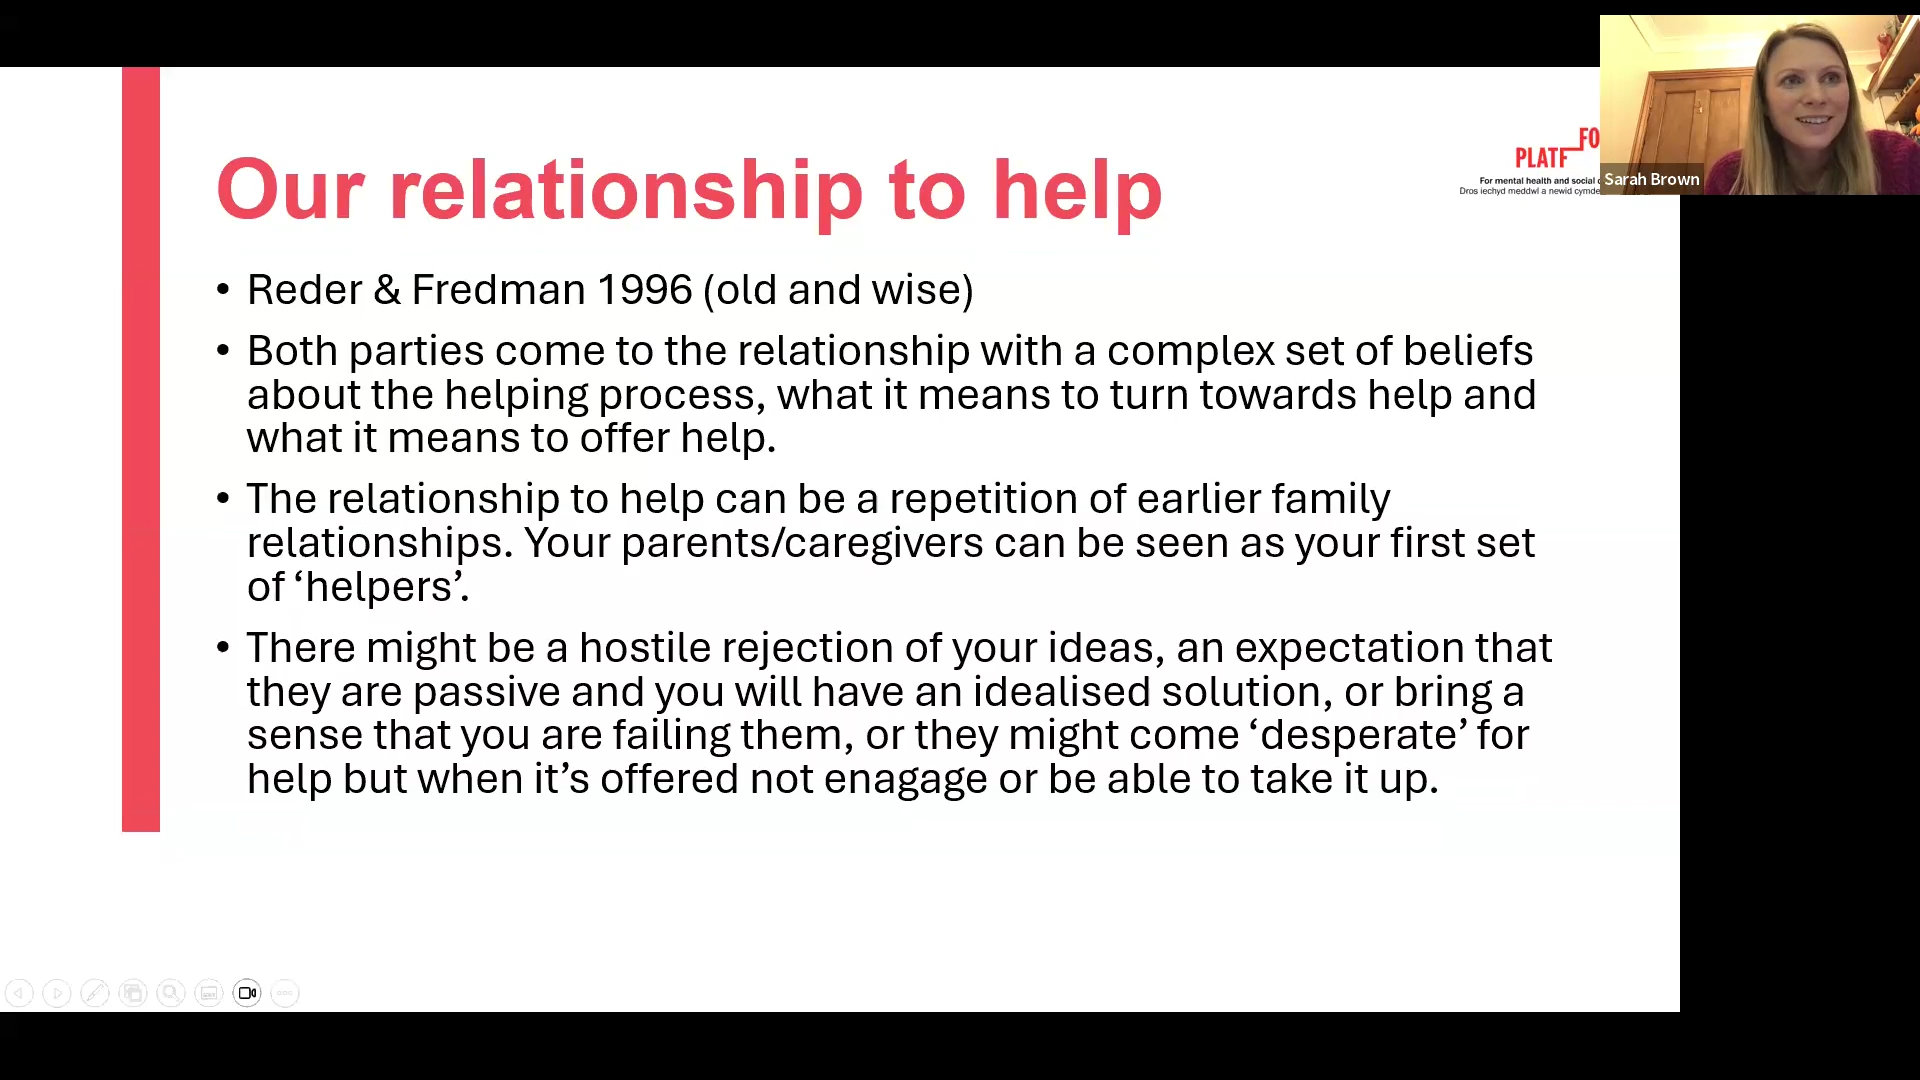 Our relationship to help
• Reder & Fredman 1996 (old and wise)
• Both parties come to the relationship with a complex set of beliefs
about the helping process, what it means to turn towards help and
what it means to offer help.
• The relationship to help can be a repetition of earlier family
relationships. Your parents/caregivers can be seen as your first set
of ‘helpers’.
• There might be a hostile rejection of your ideas, an expectation that
they are passive and you will have an idealised solution, or bring a
sense that you are failing them, or they might come ‘desperate’ for
help but when it’s offered not enagage or be able to take it up.
PLATFO
For mental health and social
Dros iechyd meddwl a newid
Sarah Brown